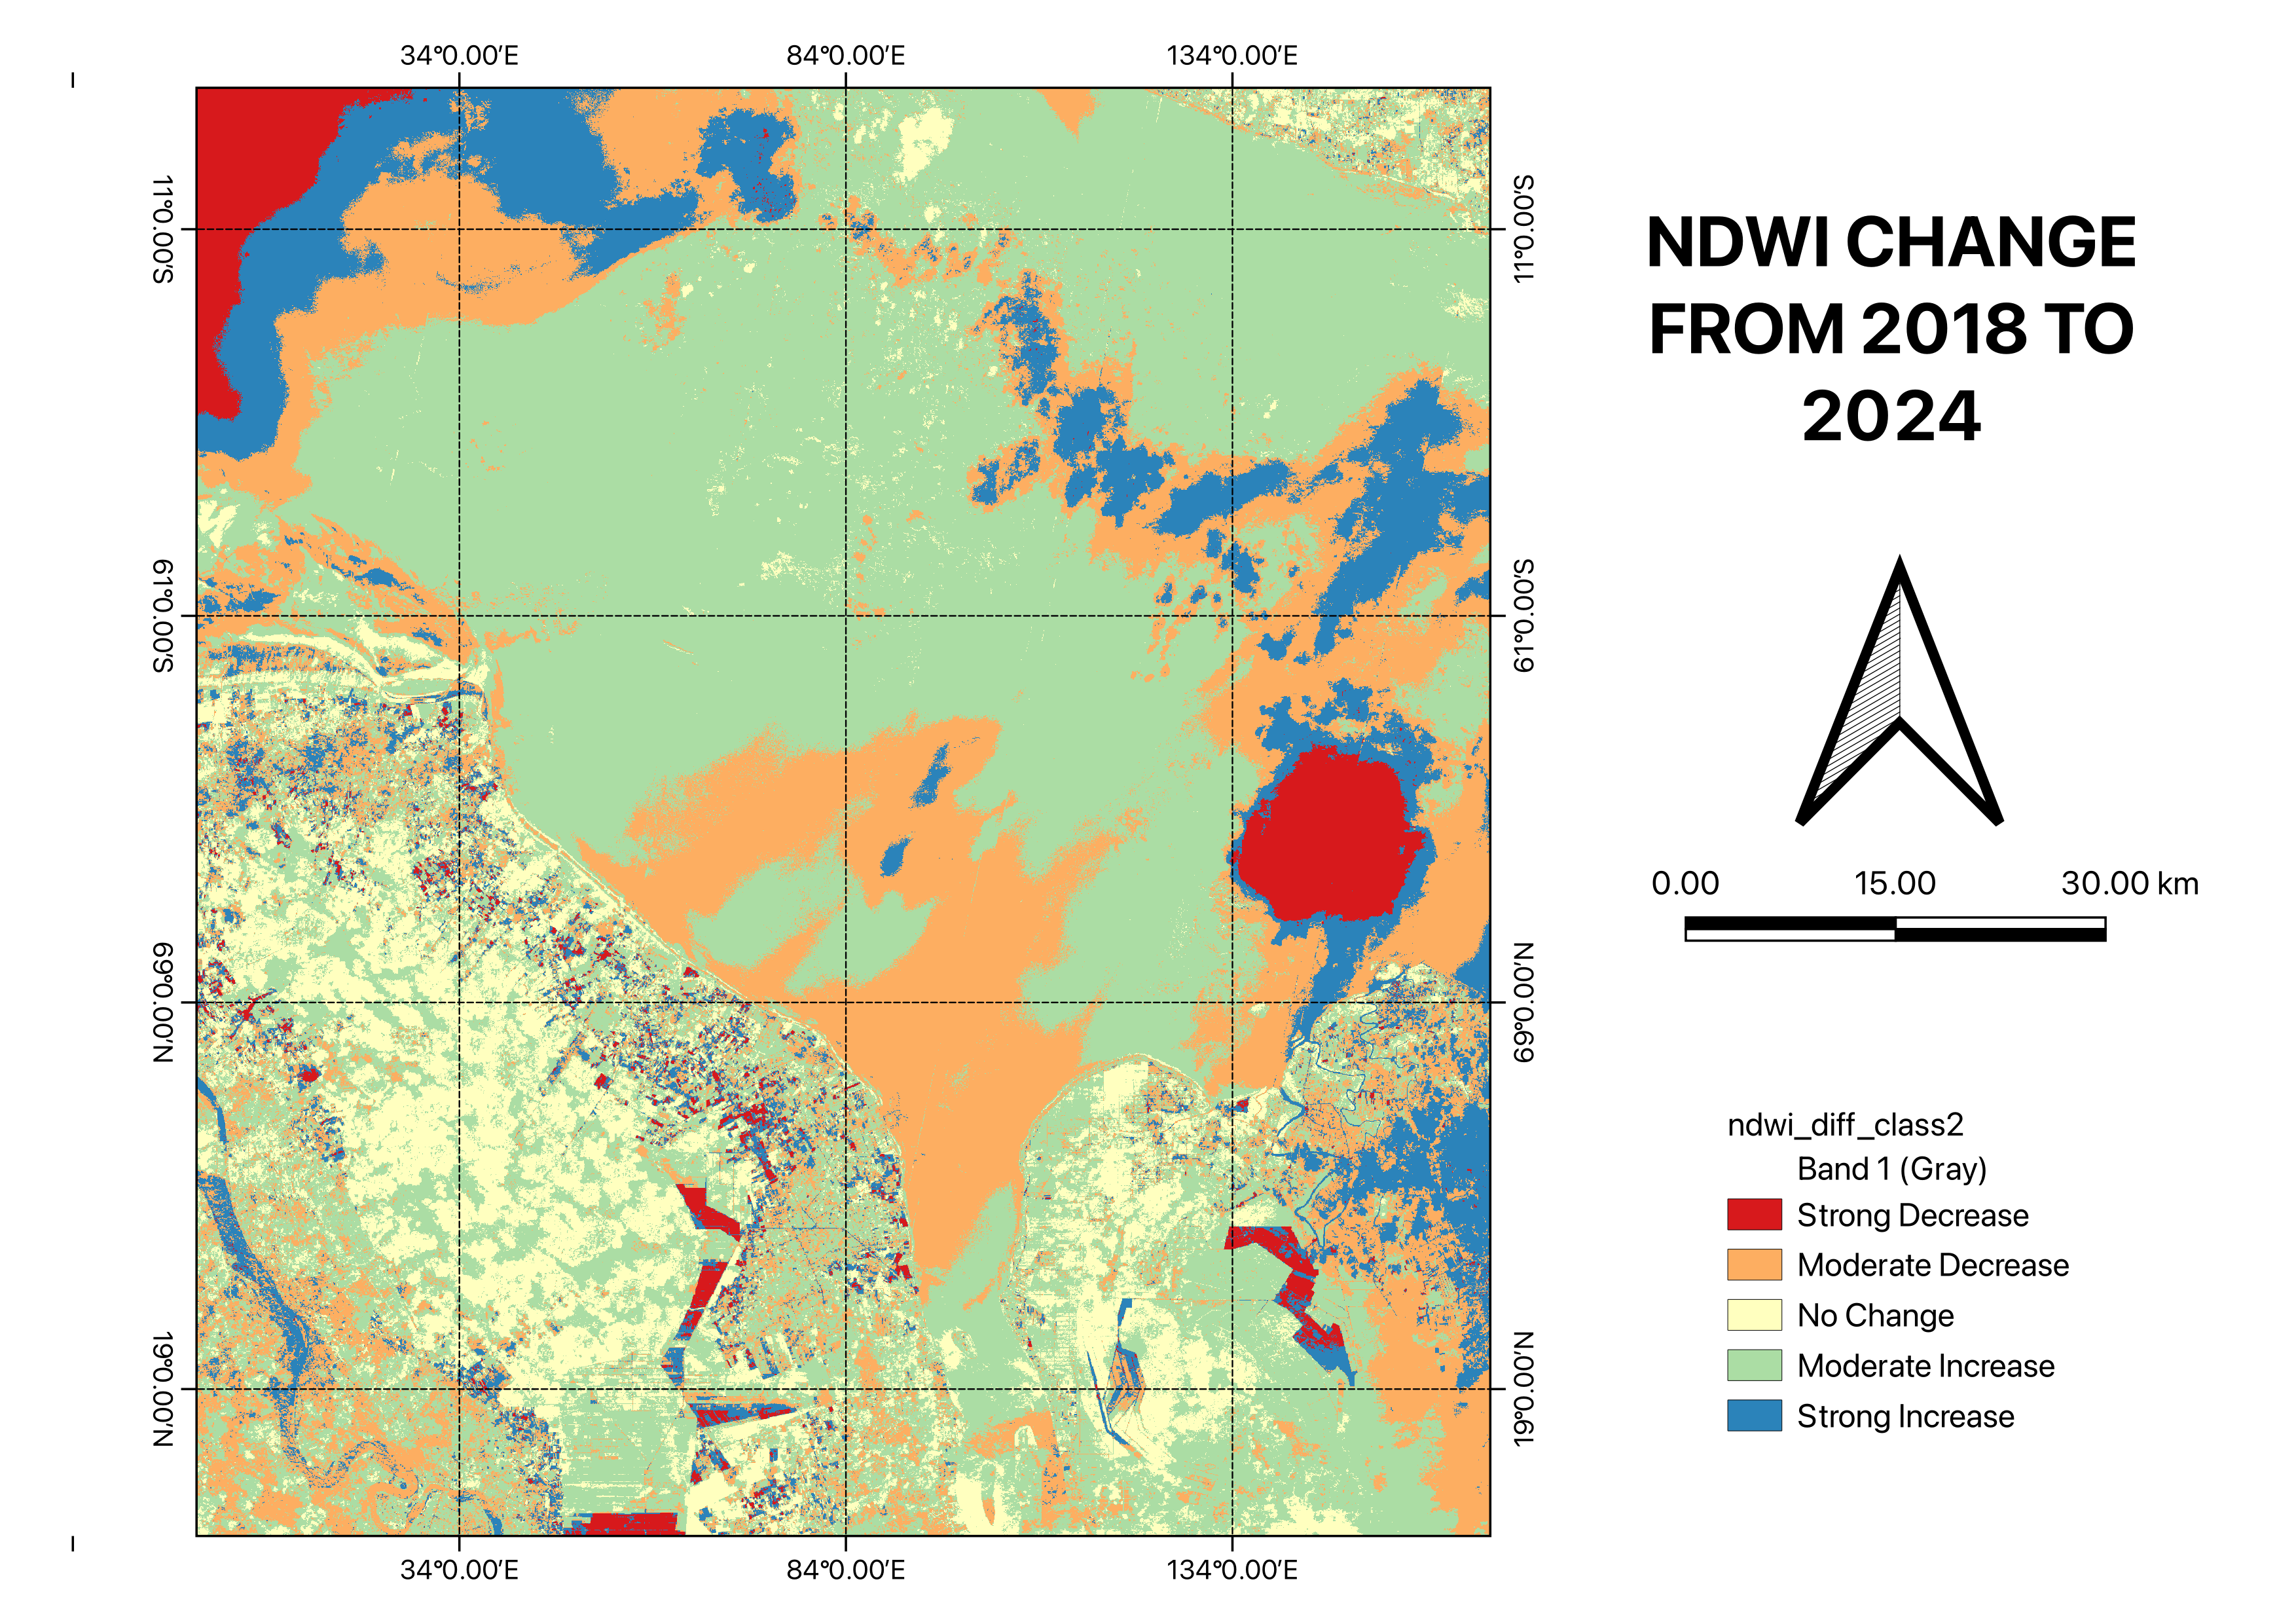 34°0.00'E 84°0.00'E 134°0.00'E
11°0.00'S
11°0.00'S
61°0.00'S
61°0.00'S
69°0.00'N
69°0.00'N
19°0.00'N
19°0.00'N
34°0.00'E 84°0.00'E 134°0.00'E
NDWI CHANGE
FROM 2018 TO
2024
0.00 15.00 30.00 km
ndwi_diff_class2
Band 1 (Gray)
Strong Decrease
Moderate Decrease
No Change
Moderate Increase
Strong Increase